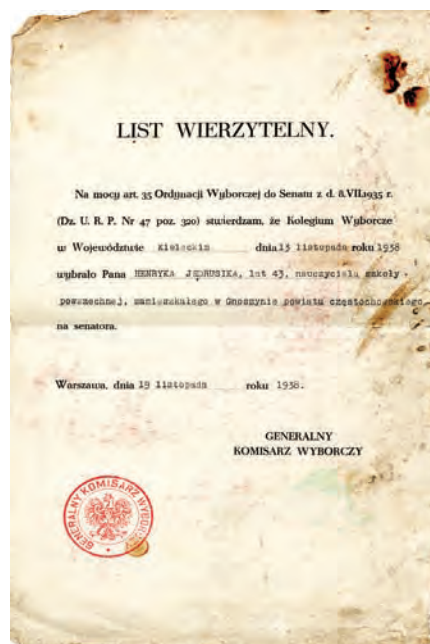 LIST WIERZYTELNY.
Na mocy art. 35 Ordynacji Wyborczej do Senatu z d. 8.VII.1935 r.
(Dz. U. R. P. Nr 47 poz. 320) stwierdzam, że Kolegium Wyborcze
w Województwie Kieleckim dnia 13 listopada roku 1938
wybrało Pana HENRYKA JĘDRUSIKA, lat 43, nauczyciela szkoły
powszechnej, zamieszkałego w Gnaszynie powiatu częstochowskiego,
na senatora.
Warszawa, dnia 19 listopada roku 1938.
GENERALNY
KOMISARZ WYBORCZY
GENERALNY KOMISARZ WYBORCZY